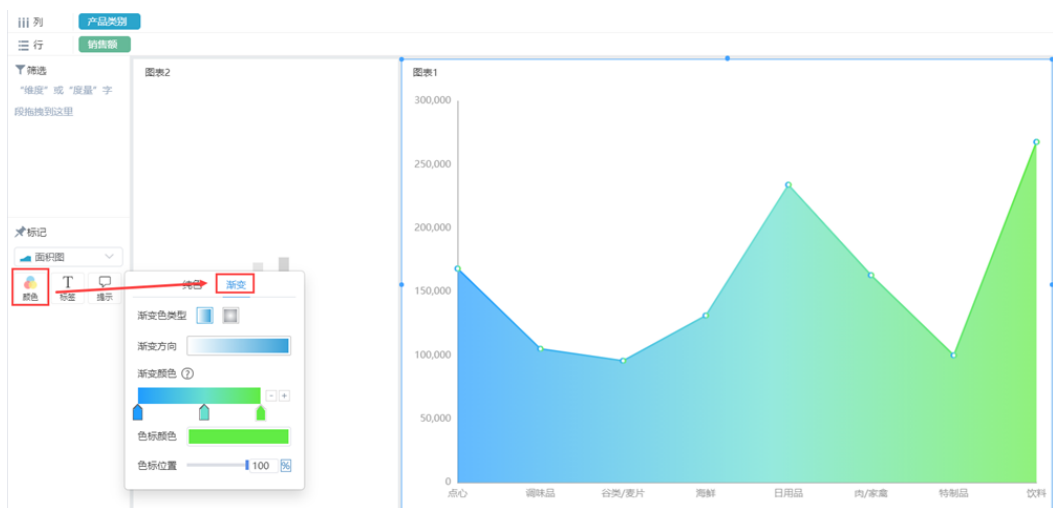 列 产品类别
行 销售额
筛选
“维度”或“度量”字
段拖拽到这里
图表2
图表1
300,000
250,000
200,000
150,000
100,000
50,000
0
点心 调味品 谷类/麦片 海鲜 日用品 肉/家禽 特制品 饮料
标记
面积图
颜色 T标签 提示
纯色 渐变
渐变色类型
渐变方向
渐变颜色 ?
- +
色标颜色
色标位置 100 %